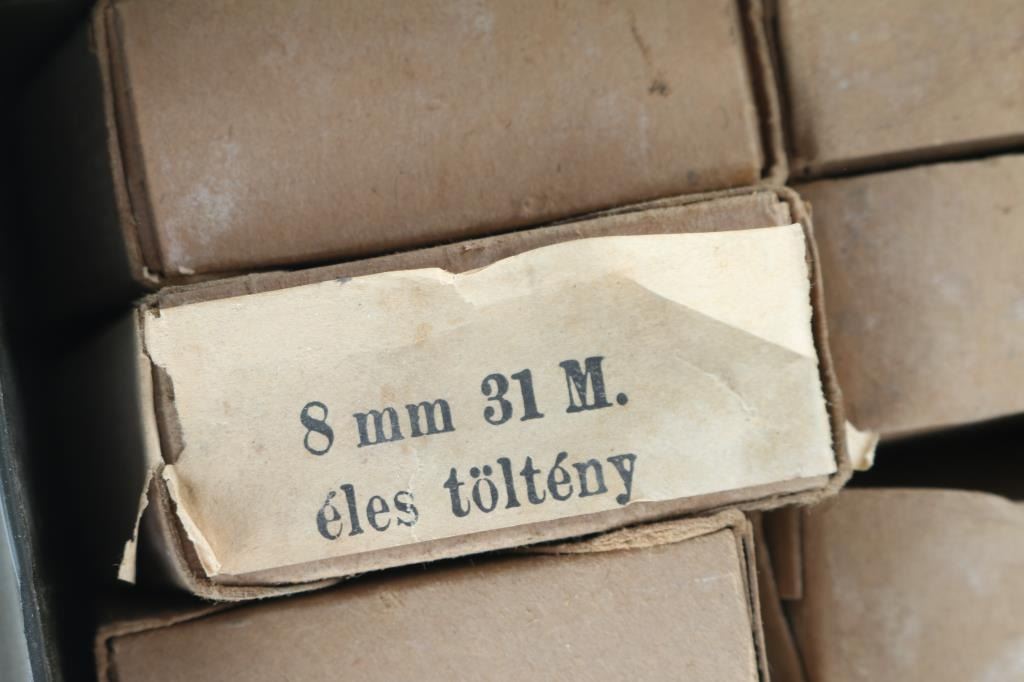 8 mm 31 M.
éles töltény